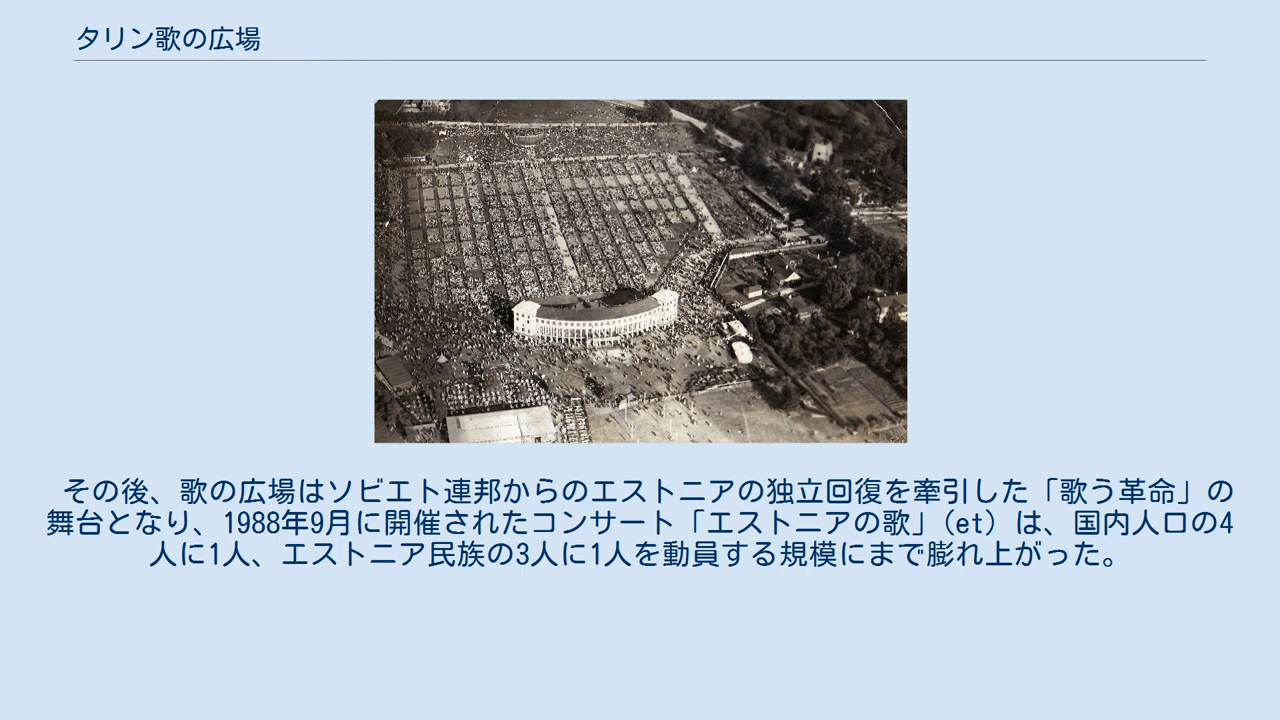 タリン歌の広場
その後、歌の広場はソビエト連邦からのエストニアの独立回復を牽引した「歌う革命」の
舞台となり、1988年9月に開催されたコンサート「エストニアの歌」(et) は、国内人口の4
人に1人、エストニア民族の3人に1人を動員する規模にまで膨れ上がった。